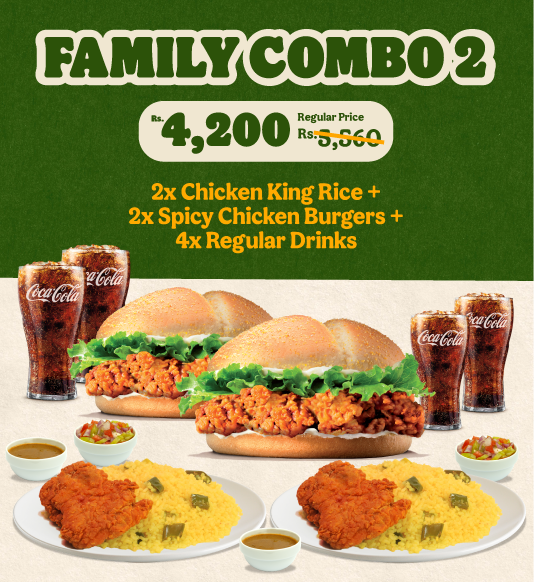 FAMILY COMBO 2
Rs. 4,200
Regular Price
Rs. 5,560
2x Chicken King Rice +
2x Spicy Chicken Burgers +
4x Regular Drinks
Coca-Cola
Coca-Cola
Coca-Cola
Coca-Cola